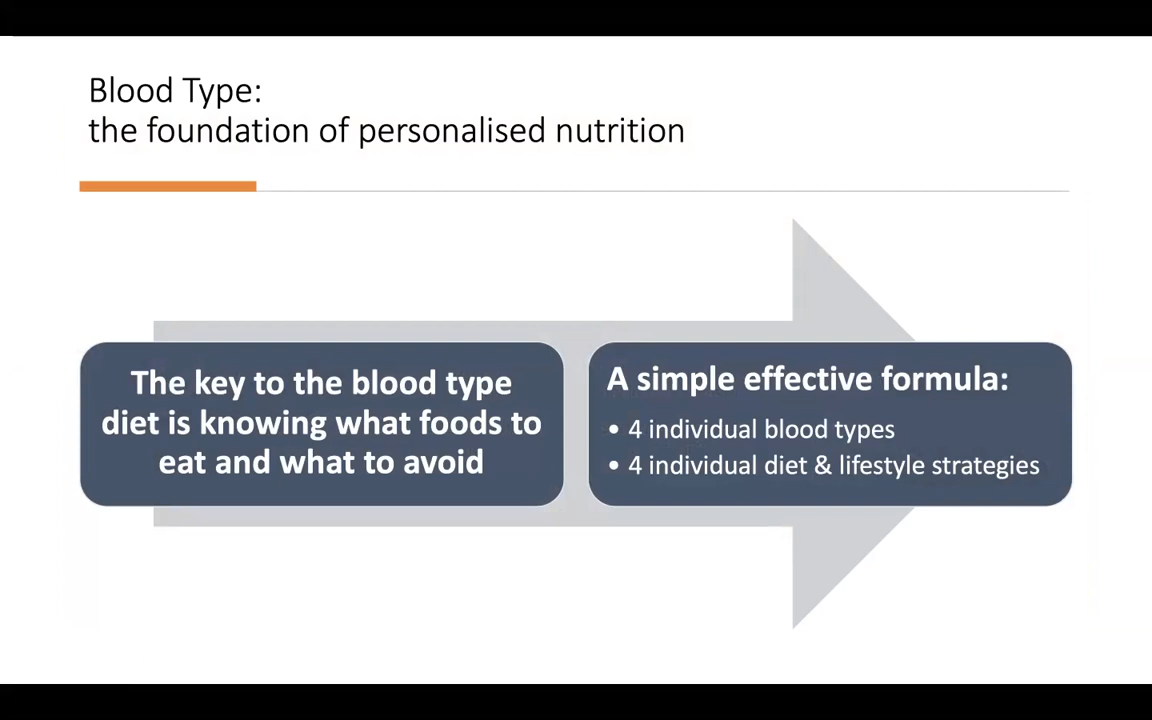 Blood Type:
the foundation of personalised nutrition
The key to the blood type
diet is knowing what foods to
eat and what to avoid
A simple effective formula:
• 4 individual blood types
• 4 individual diet & lifestyle strategies